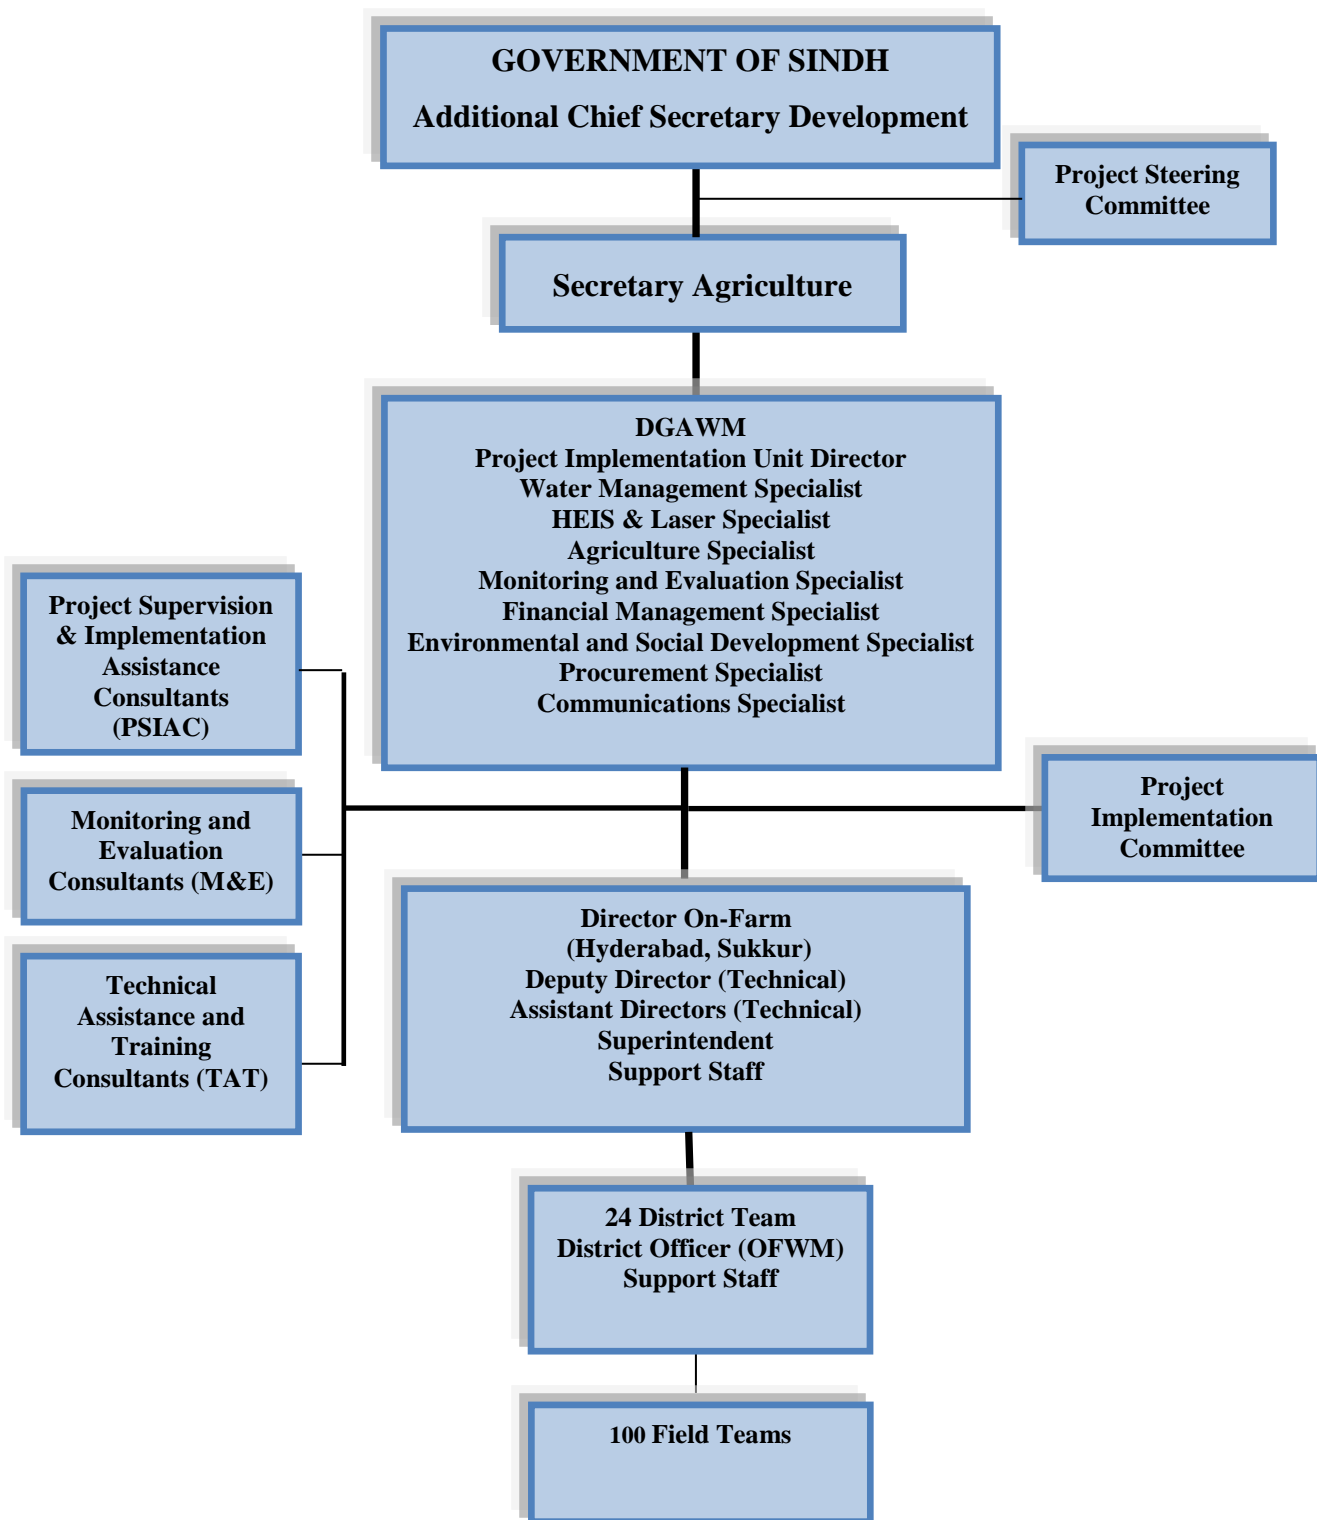 GOVERNMENT OF SINDH
Additional Chief Secretary Development
Project Steering
Committee
Secretary Agriculture
DGAWM
Project Implementation Unit Director
Water Management Specialist
HEIS & Laser Specialist
Agriculture Specialist
Monitoring and Evaluation Specialist
Financial Management Specialist
Environmental and Social Development Specialist
Procurement Specialist
Communications Specialist
Project Supervision
& Implementation
Assistance
Consultants
(PSIAC)
Monitoring and
Evaluation
Consultants (M&E)
Project
Implementation
Committee
Technical
Assistance and
Training
Consultants (TAT)
Director On-Farm
(Hyderabad, Sukkur)
Deputy Director (Technical)
Assistant Directors (Technical)
Superintendent
Support Staff
24 District Team
District Officer (OFWM)
Support Staff
100 Field Teams